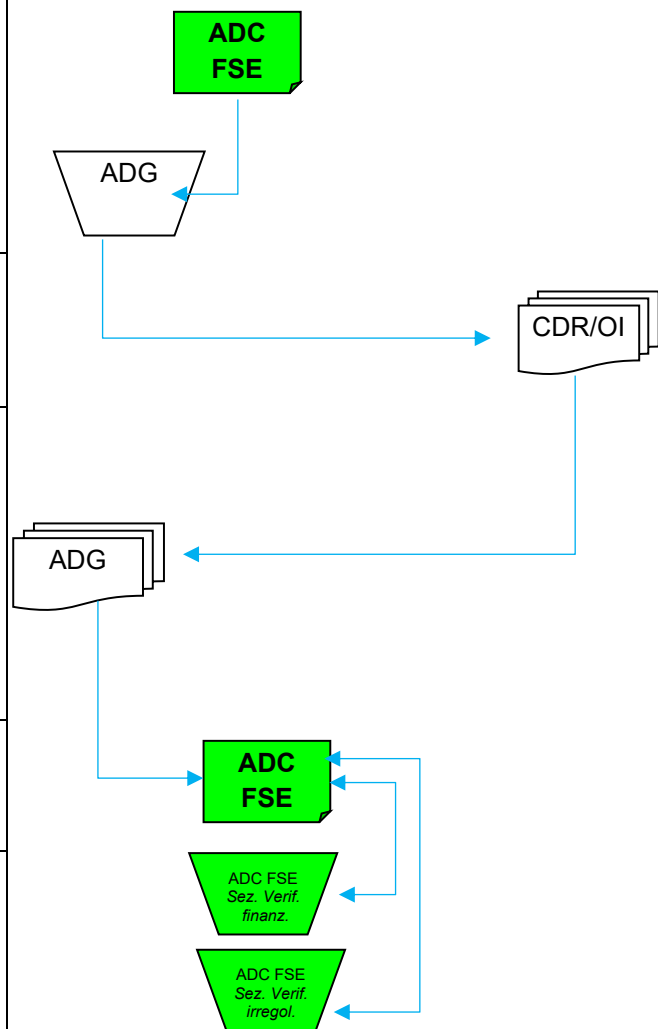 ADC
FSE
ADG
CDR/OI
ADG
ADC
FSE
ADC FSE
Sez. Verif.
finanz.
ADC FSE
Sez. Verif.
irregol.